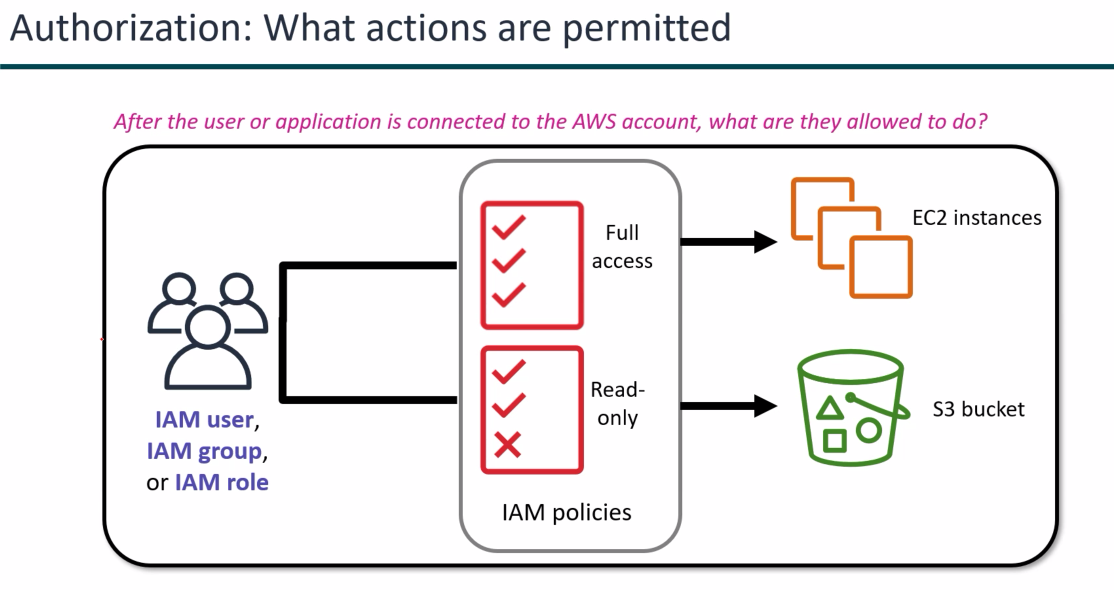 Authorization: What actions are permitted
After the user or application is connected to the AWS account, what are they allowed to do?
IAM user,
IAM group,
or IAM role
Full
access
Read-
only
IAM policies
EC2 instances
S3 bucket